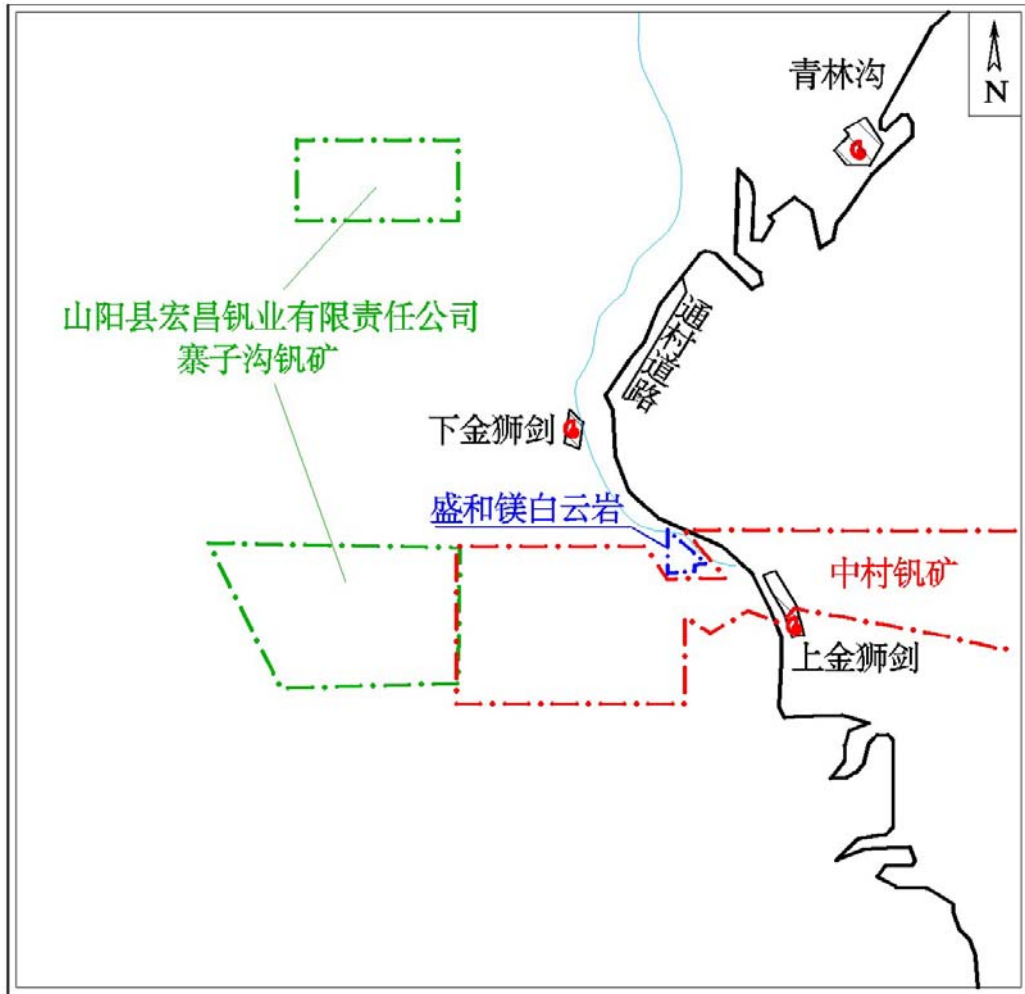 青林沟
N
山阳县宏昌钒业有限责任公司
寨子沟钒矿
通村道路
下金狮剑
盛和镁白云岩
中村钒矿
上金狮剑